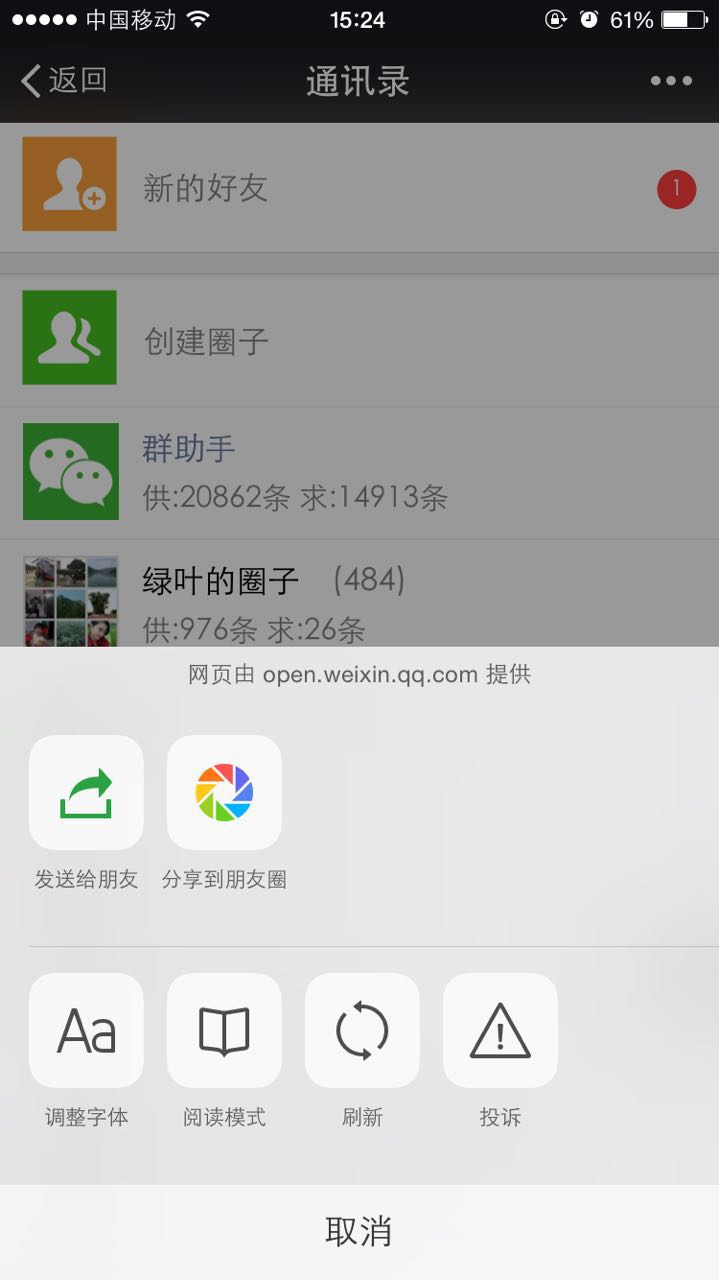 中国移动 15:24 61%
返回 通讯录
新的好友 1
创建圈子
群助手
供:20862条 求:14913条
绿叶的圈子 (484)
供:976条 求:26条
网页由 open.weixin.qq.com 提供
发送给朋友 分享到朋友圈
Aa
调整字体 阅读模式 刷新 投诉
取消